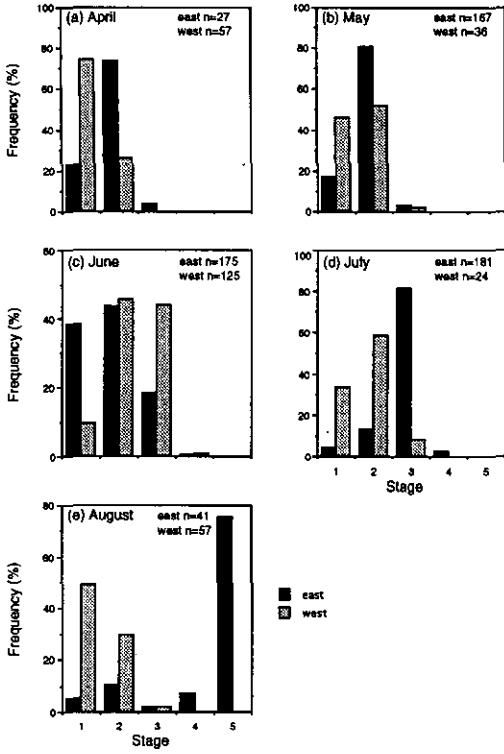 (a) April
east n=27
west n=57
100
80
60
40
20
0
Frequency (%)
(b) May
east n=167
west n=36
100
80
60
40
20
0
(c) June
east n=175
west n=125
60
40
20
0
Frequency (%)
(d) July
east n=181
west n=24
100
80
60
40
20
0
1 2 3 4 5
Stage
(e) August
east n=41
west n=57
80
60
40
20
0
Frequency (%)
1 2 3 4 5
Stage
east
west